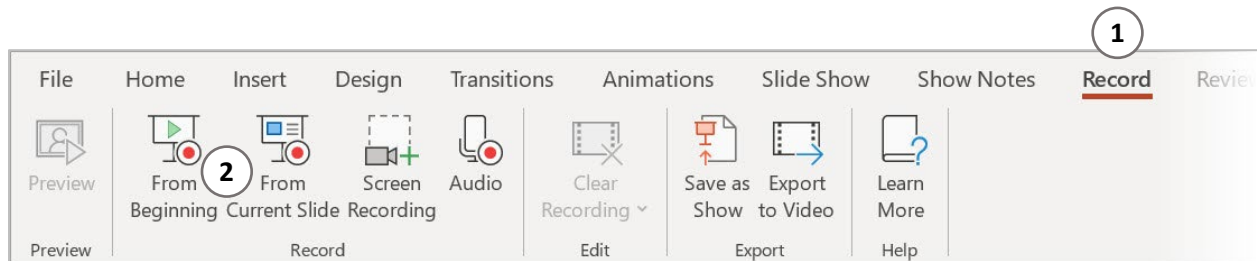 1
File Home Insert Design Transitions Animations Slide Show Show Notes Record Review
2
Preview From Beginning From Current Slide Screen Recording Audio Clear Recording Save as Show Export to Video Learn More
Preview Record Edit Export Help